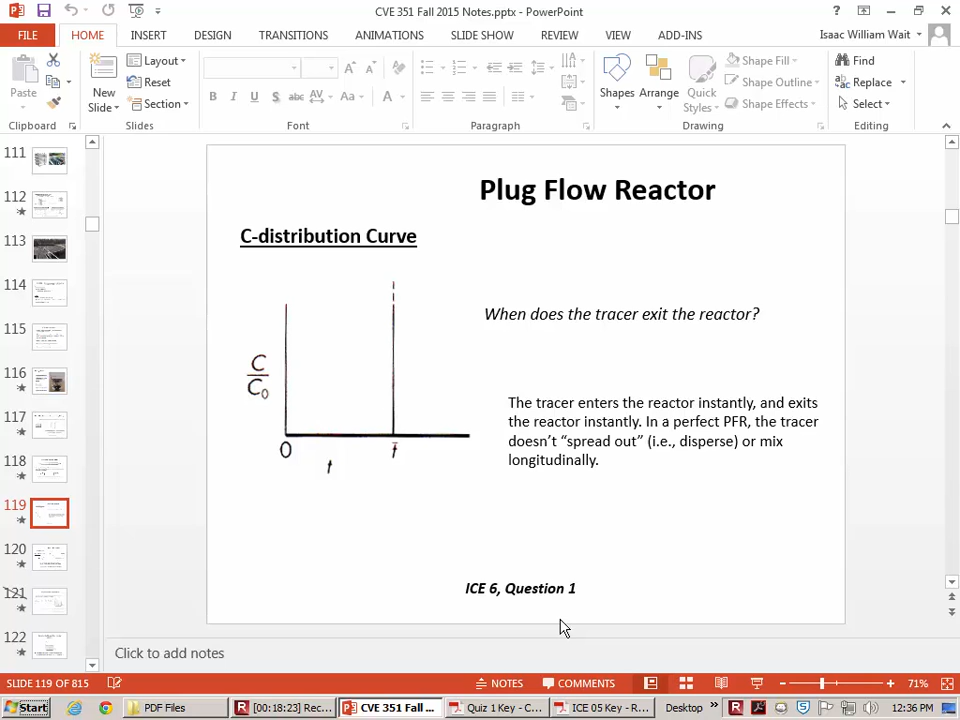 CVE 351 Fall 2015 Notes.pptx - PowerPoint
FILE HOME INSERT DESIGN TRANSITIONS ANIMATIONS SLIDE SHOW REVIEW VIEW ADD-INS Isaac William Wait
Paste
New
Slide
Layout
Reset
Section
B I U S abc AV Aa A
Shapes Arrange Quick
Styles
Shape Fill
Shape Outline
Shape Effects
Find
Replace
Select
Clipboard Slides Font Paragraph Drawing Editing
111
112
113
114
115
116
117
118
119
120
121
122
Plug Flow Reactor
C-distribution Curve
When does the tracer exit the reactor?
C
C0
0 t t̄
The tracer enters the reactor instantly, and exits
the reactor instantly. In a perfect PFR, the tracer
doesn't “spread out” (i.e., disperse) or mix
longitudinally.
ICE 6, Question 1
Click to add notes
SLIDE 119 OF 815 NOTES COMMENTS 71%
Start PDF Files [00:18:23] Rec... CVE 351 Fall ... Quiz 1 Key - C... ICE 05 Key - R... Desktop 12:36 PM